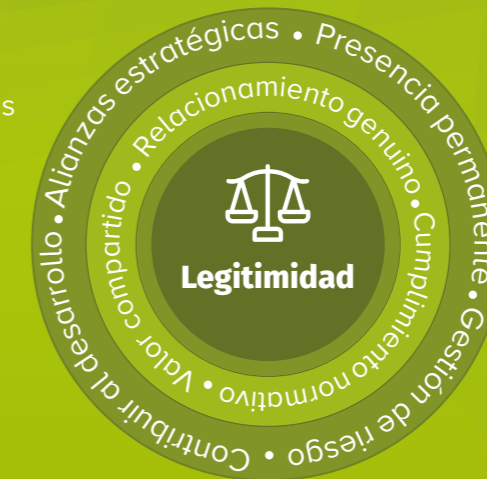 s
Alianzas estratégicas • Presencia permanente • Gestión de riesgo • Contribuir al desarrollo •
Relacionamiento genuino • Cumplimiento normativo • Valor compartido •
Legitimidad